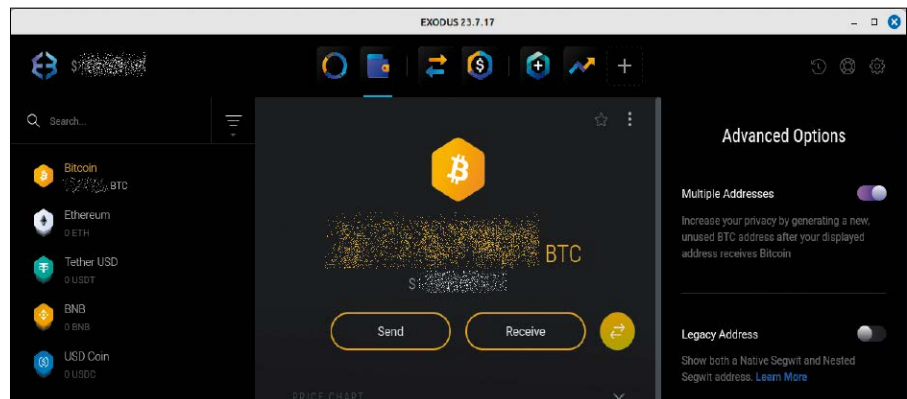 EXODUS 23.7.17
Search...
Bitcoin
BTC
Ethereum
0 ETH
Tether USD
0 USDT
BNB
0 BNB
USD Coin
0 USDC
BTC
Send
Receive
PRICE CHART
Advanced Options
Multiple Addresses
Increase your privacy by generating a new,
unused BTC address after your displayed
address receives Bitcoin
Legacy Address
Show both a Native Segwit and Nested
Segwit address. Learn More